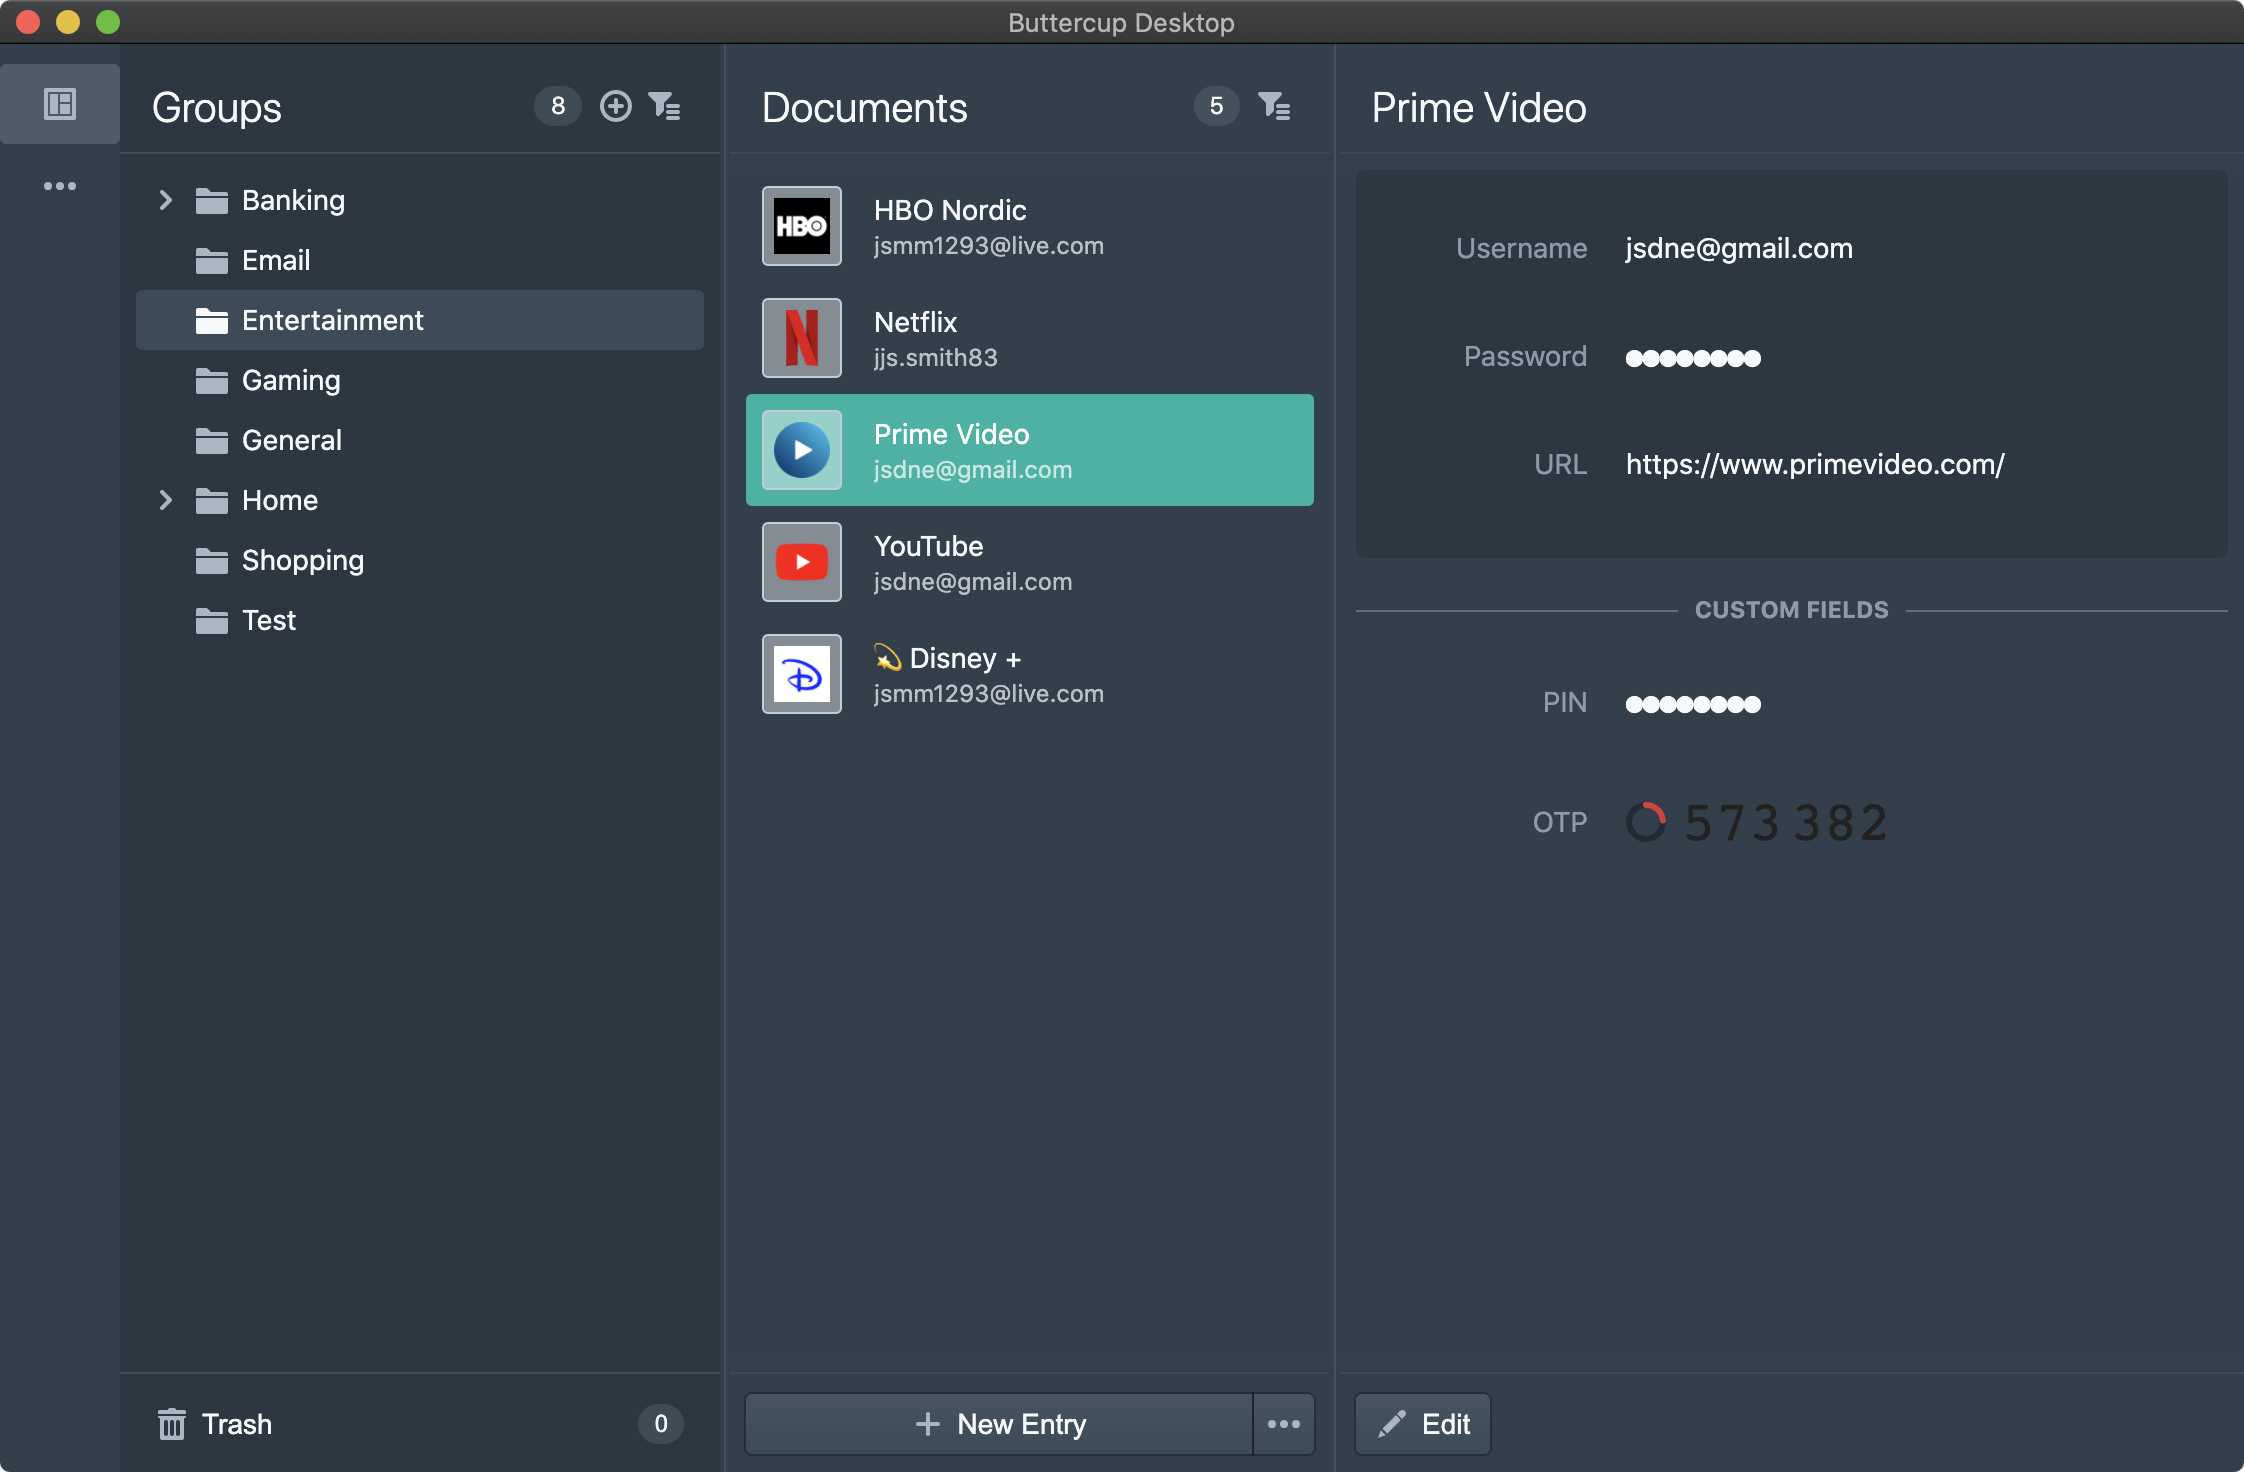 Buttercup Desktop
Groups
8
Banking
Email
Entertainment
Gaming
General
Home
Shopping
Test
Trash
0
Documents
5
HBO
HBO Nordic
jsmm1293@live.com
N
Netflix
jjs.smith83
Prime Video
jsdne@gmail.com
YouTube
jsdne@gmail.com
D
💫 Disney +
jsmm1293@live.com
New Entry
Prime Video
Username jsdne@gmail.com
Password ●●●●●●●●
URL https://www.primevideo.com/
CUSTOM FIELDS
PIN ●●●●●●●●
OTP 573 382
Edit